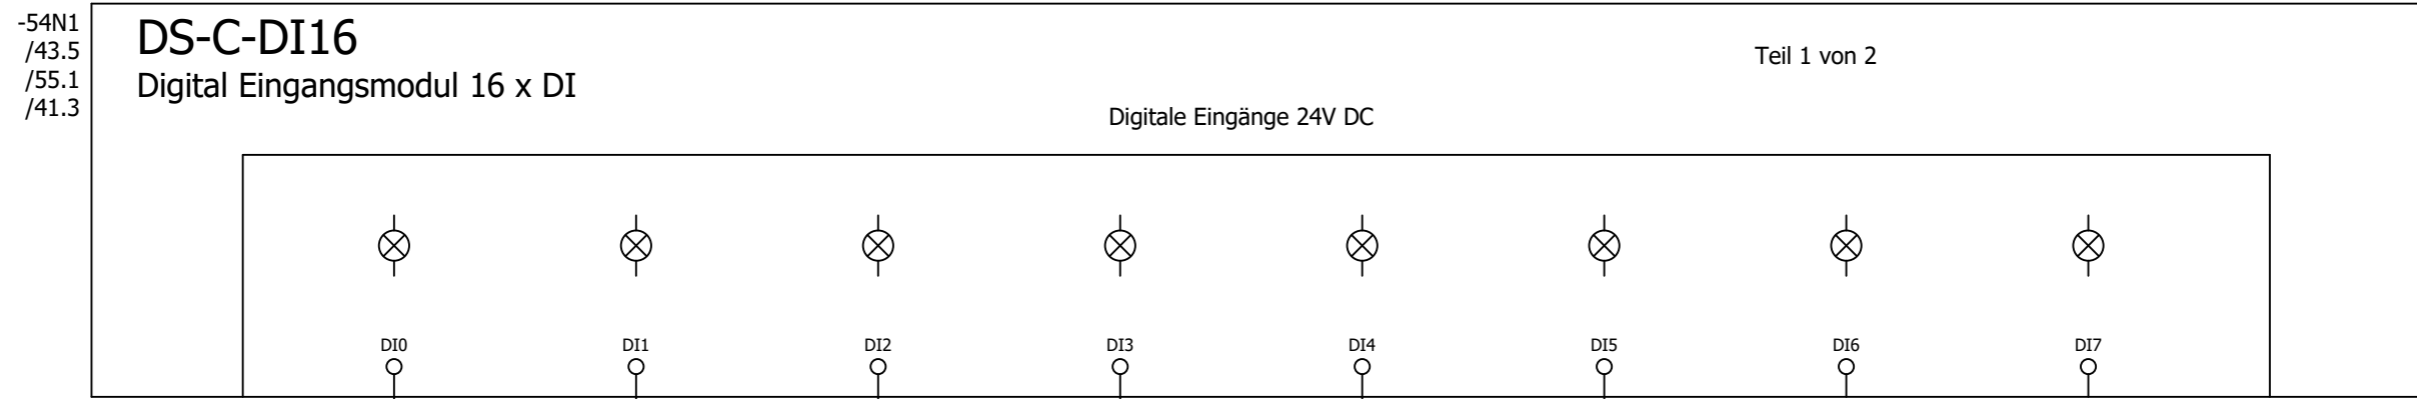 -54N1
/43.5
/55.1
/41.3
DS-C-DI16
Digital Eingangsmodul 16 x DI
Teil 1 von 2
Digitale Eingänge 24V DC
DI0 DI1 DI2 DI3 DI4 DI5 DI6 DI7